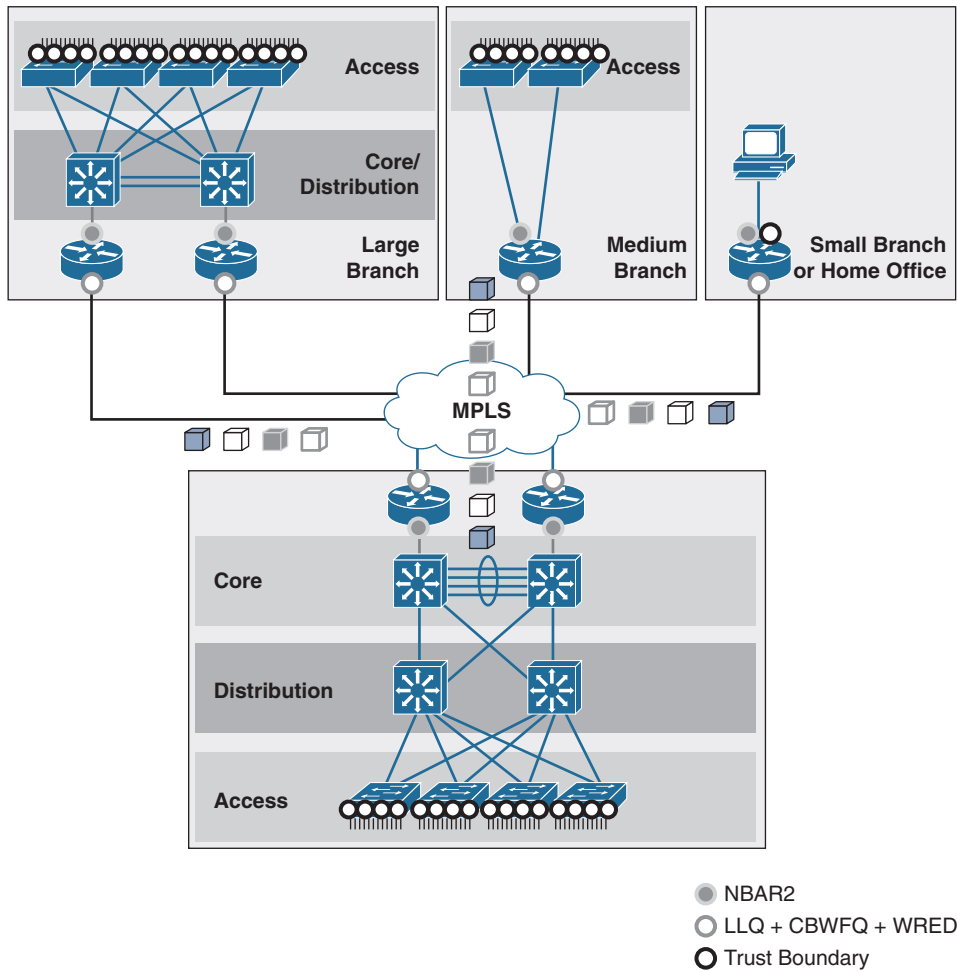 Access
Access
Core/
Distribution
Large
Branch
Medium
Branch
Small Branch
or Home Office
MPLS
Core
Distribution
Access
NBAR2
LLQ + CBWFQ + WRED
Trust Boundary